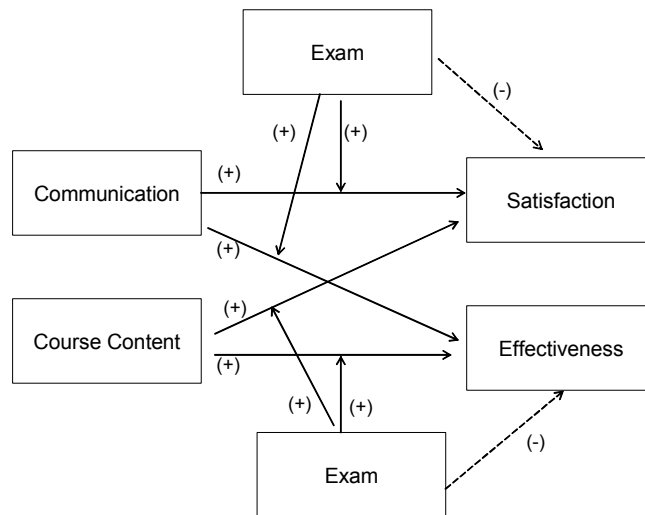 Exam
(-)
(+)
(+)
(+)
Communication
Satisfaction
(+)
(+)
Course Content
Effectiveness
(+)
(+)
(+)
(-)
Exam